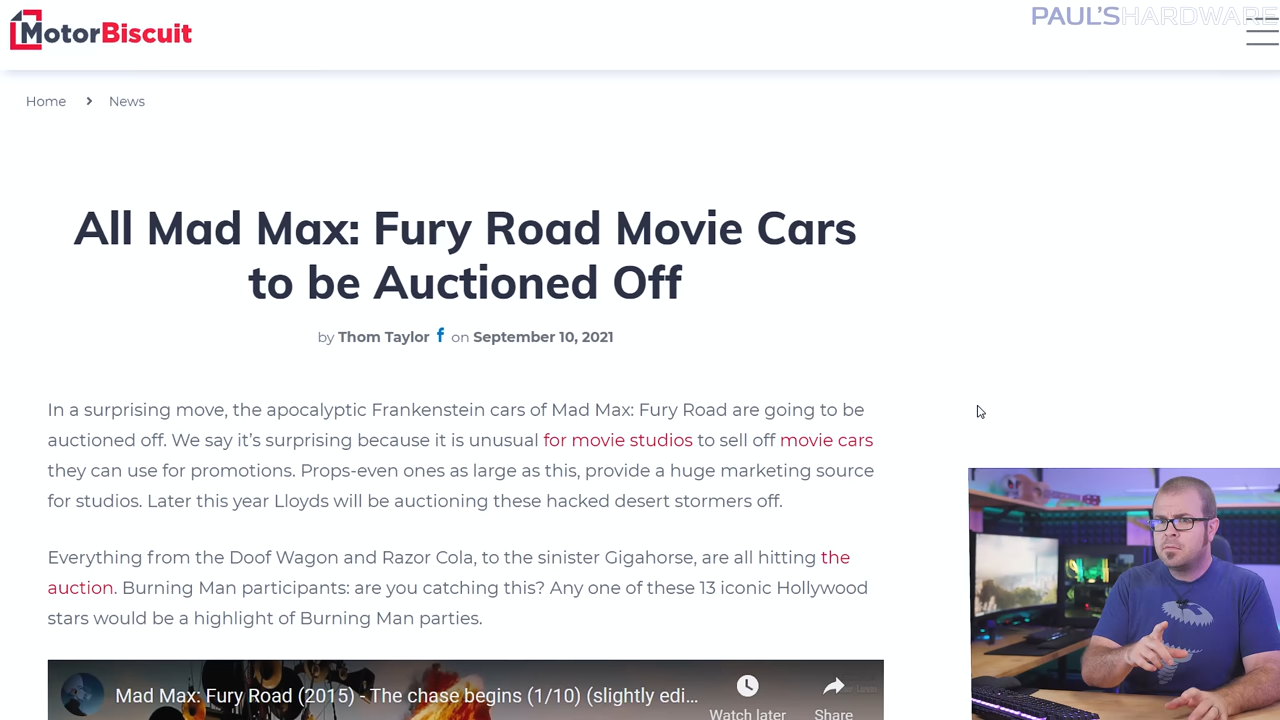 MotorBiscuit
PAUL'SHARDWARE
Home > News
All Mad Max: Fury Road Movie Cars
to be Auctioned Off
by Thom Taylor f on September 10, 2021
In a surprising move, the apocalyptic Frankenstein cars of Mad Max: Fury Road are going to be
auctioned off. We say it's surprising because it is unusual for movie studios to sell off movie cars
they can use for promotions. Props-even ones as large as this, provide a huge marketing source
for studios. Later this year Lloyds will be auctioning these hacked desert stormers off.
Everything from the Doof Wagon and Razor Cola, to the sinister Gigahorse, are all hitting the
auction. Burning Man participants: are you catching this? Any one of these 13 iconic Hollywood
stars would be a highlight of Burning Man parties.
Mad Max: Fury Road (2015) - The chase begins (1/10) (slightly edi...
Watch later
Share